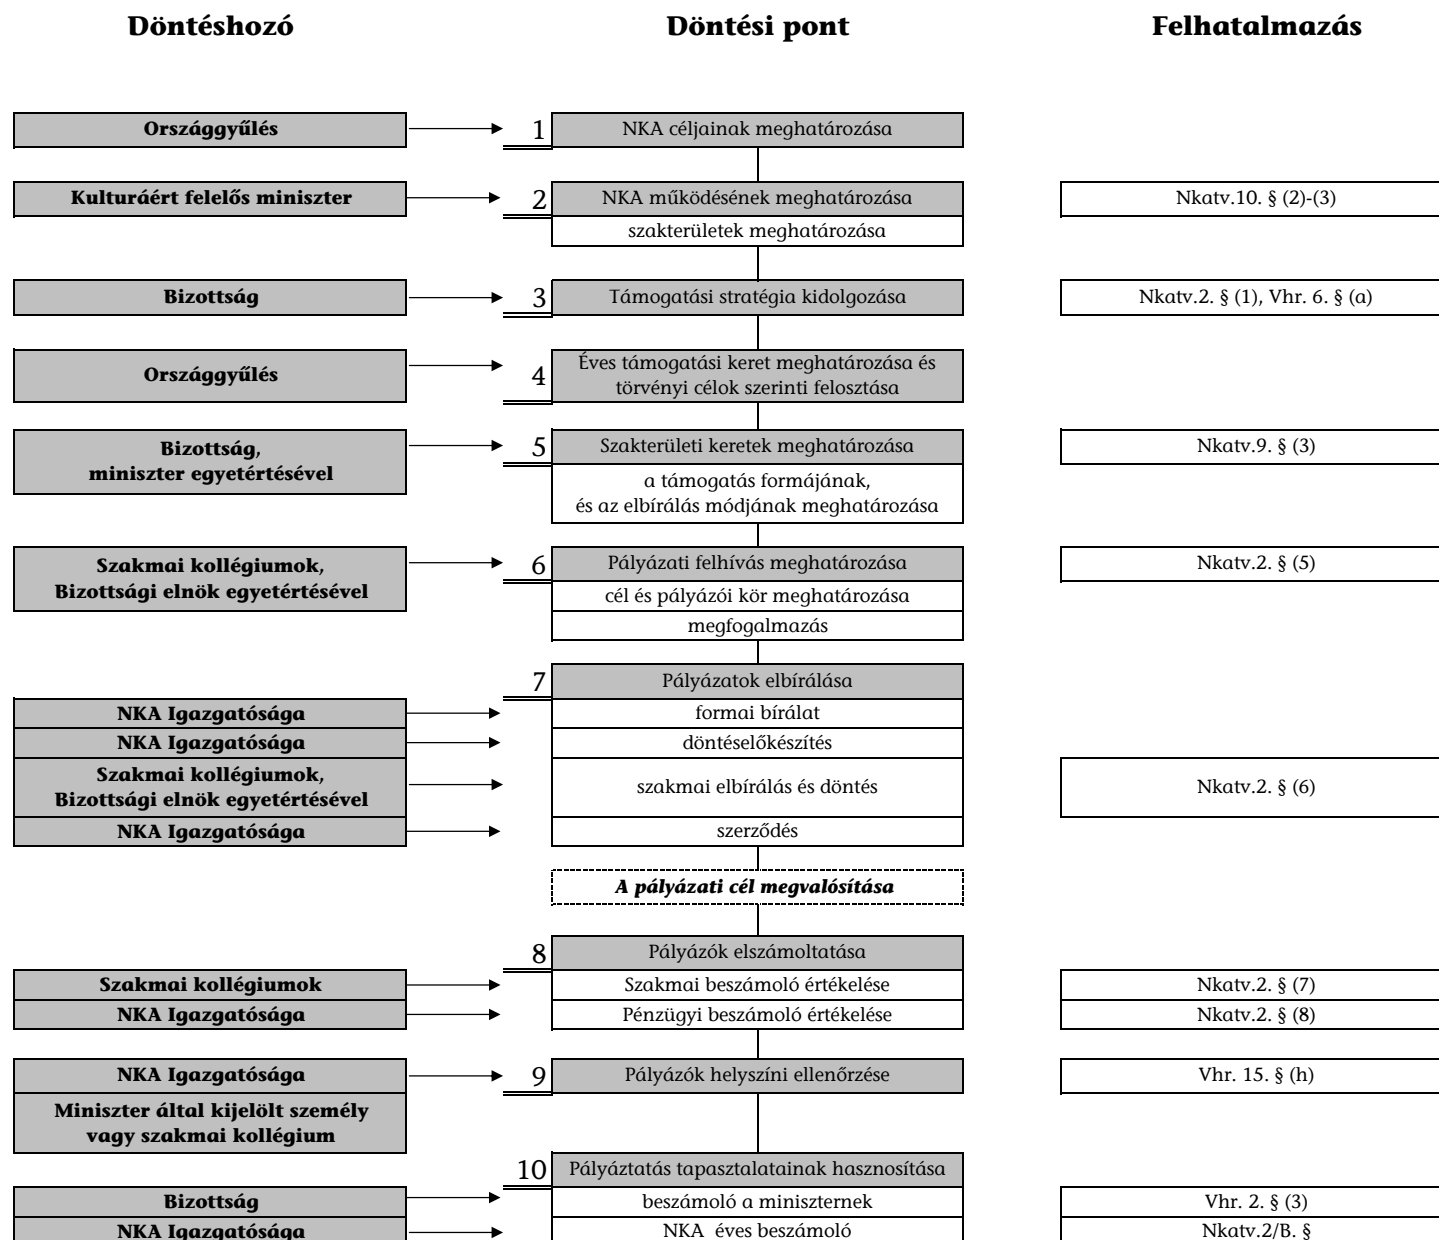 Döntéshozó Döntési pont Felhatalmazás
Országgyűlés 1 NKA céljainak meghatározása
Kulturáért felelős miniszter 2 NKA működésének meghatározása Nkatv.10. § (2)-(3)
szakterületek meghatározása
Bizottság 3 Támogatási stratégia kidolgozása Nkatv.2. § (1), Vhr. 6. § (a)
Országgyűlés 4 Éves támogatási keret meghatározása és
törvényi célok szerinti felosztása
Bizottság,
miniszter egyetértésével 5 Szakterületi keretek meghatározása Nkatv.9. § (3)
a támogatás formájának,
és az elbírálás módjának meghatározása
Szakmai kollégiumok,
Bizottsági elnök egyetértésével 6 Pályázati felhívás meghatározása Nkatv.2. § (5)
cél és pályázói kör meghatározása
megfogalmazás
7 Pályázatok elbírálása
NKA Igazgatósága formai bírálat
NKA Igazgatósága döntéselőkészítés
Szakmai kollégiumok,
Bizottsági elnök egyetértésével szakmai elbírálás és döntés Nkatv.2. § (6)
NKA Igazgatósága szerződés
A pályázati cél megvalósítása
8 Pályázók elszámoltatása
Szakmai kollégiumok Szakmai beszámoló értékelése Nkatv.2. § (7)
NKA Igazgatósága Pénzügyi beszámoló értékelése Nkatv.2. § (8)
NKA Igazgatósága 9 Pályázók helyszíni ellenőrzése Vhr. 15. § (h)
Miniszter által kijelölt személy
vagy szakmai kollégium
10 Pályáztatás tapasztalatainak hasznosítása
Bizottság beszámoló a miniszternek Vhr. 2. § (3)
NKA Igazgatósága NKA éves beszámoló Nkatv.2/B. §